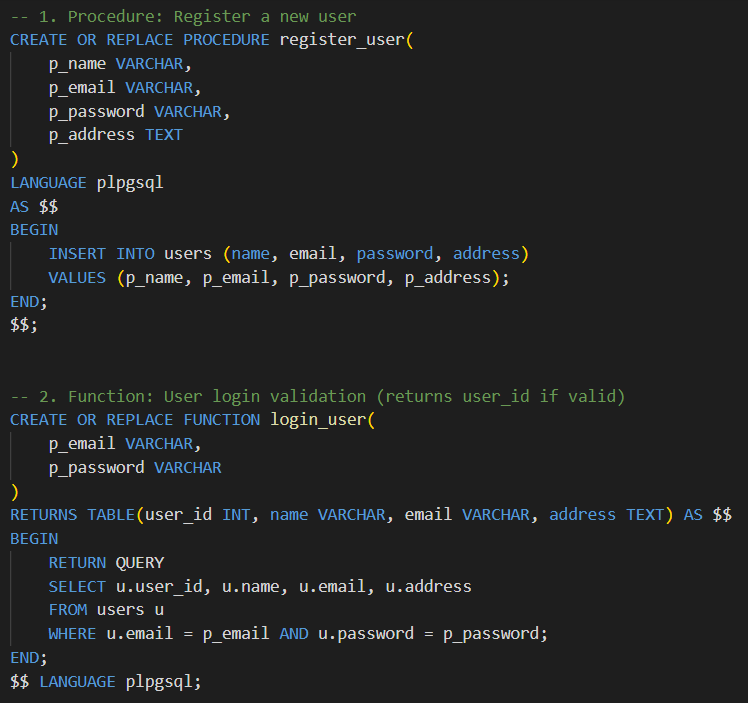 -- 1. Procedure: Register a new user
CREATE OR REPLACE PROCEDURE register_user(
    p_name VARCHAR,
    p_email VARCHAR,
    p_password VARCHAR,
    p_address TEXT
)
LANGUAGE plpgsql
AS $$
BEGIN
    INSERT INTO users (name, email, password, address)
    VALUES (p_name, p_email, p_password, p_address);
END;
$$;
-- 2. Function: User login validation (returns user_id if valid)
CREATE OR REPLACE FUNCTION login_user(
    p_email VARCHAR,
    p_password VARCHAR
)
RETURNS TABLE(user_id INT, name VARCHAR, email VARCHAR, address TEXT) AS $$
BEGIN
    RETURN QUERY
    SELECT u.user_id, u.name, u.email, u.address
    FROM users u
    WHERE u.email = p_email AND u.password = p_password;
END;
$$ LANGUAGE plpgsql;